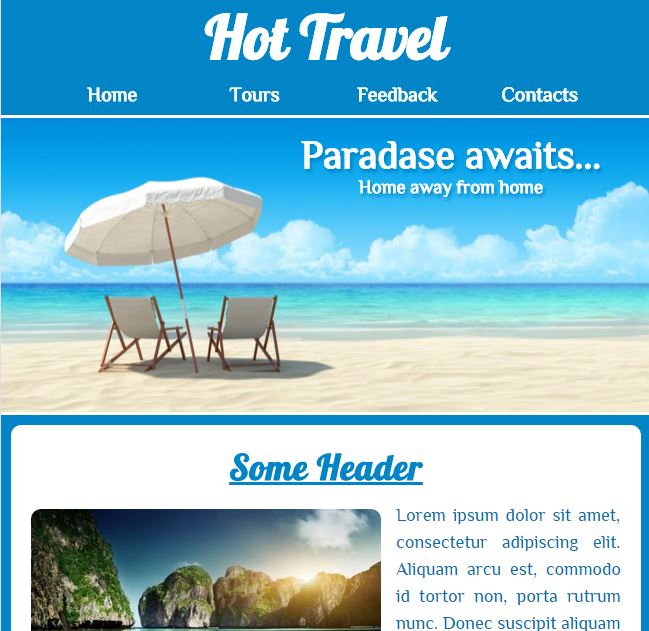 Hot Travel
Home Tours Feedback Contacts
Paradase awaits...
Home away from home
Some Header
Lorem ipsum dolor sit amet,
consectetur adipiscing elit.
Aliquam arcu est, commodo
id tortor non, porta rutrum
nunc. Donec suscipit aliquam